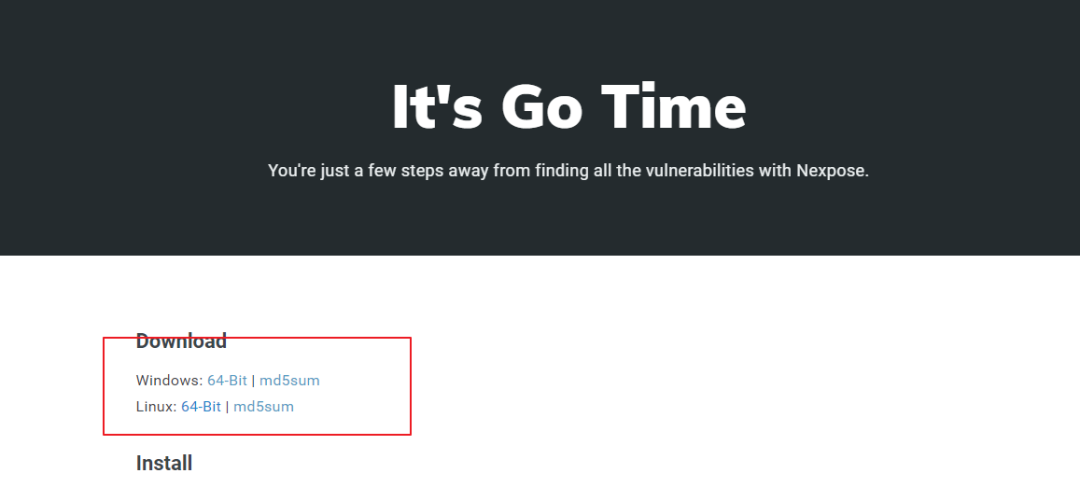 It's Go Time
You're just a few steps away from finding all the vulnerabilities with Nexpose.
Download
Windows: 64-Bit | md5sum
Linux: 64-Bit | md5sum
Install